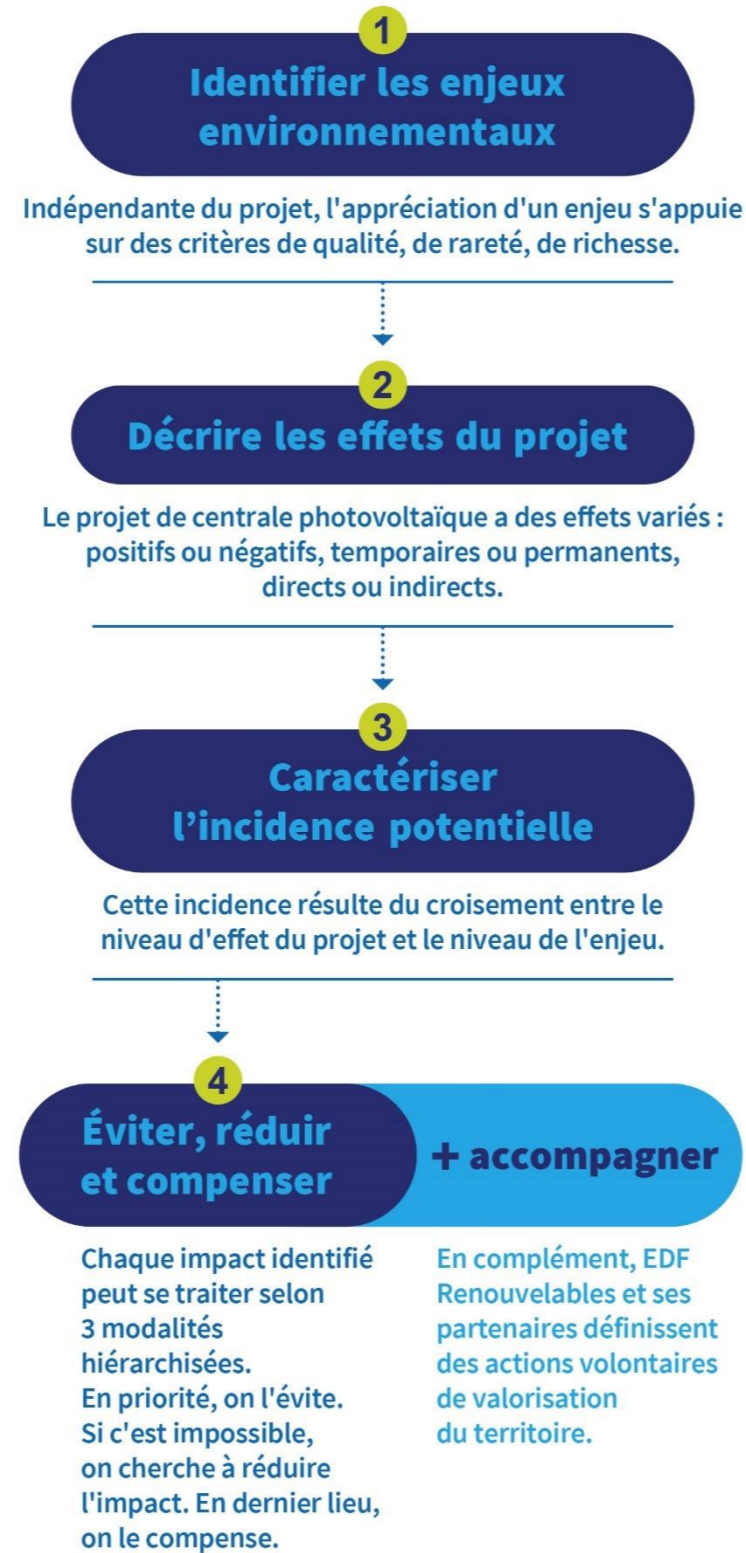 1
Identifier les enjeux
environnementaux
Indépendante du projet, l'appréciation d'un enjeu s'appuie
sur des critères de qualité, de rareté, de richesse.
2
Décrire les effets du projet
Le projet de centrale photovoltaïque a des effets variés :
positifs ou négatifs, temporaires ou permanents,
directs ou indirects.
3
Caractériser
l’incidence potentielle
Cette incidence résulte du croisement entre le
niveau d'effet du projet et le niveau de l'enjeu.
4
Éviter, réduire
et compenser
+ accompagner
Chaque impact identifié
peut se traiter selon
3 modalités
hiérarchisées.
En priorité, on l'évite.
Si c'est impossible,
on cherche à réduire
l'impact. En dernier lieu,
on le compense.
En complément, EDF
Renouvelables et ses
partenaires définissent
des actions volontaires
de valorisation
du territoire.